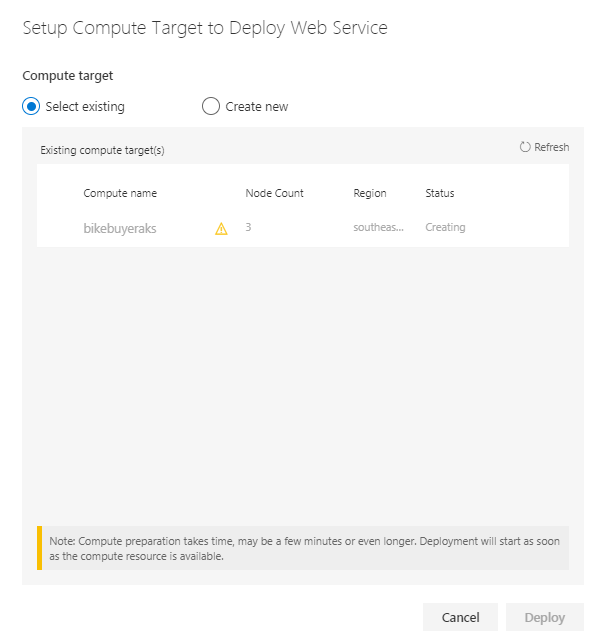 Setup Compute Target to Deploy Web Service
Compute target
Select existing
Create new
Existing compute target(s)
Refresh
Compute name Node Count Region Status
bikebuyeraks 3 southeas... Creating
Note: Compute preparation takes time, may be a few minutes or even longer. Deployment will start as soon
as the compute resource is available.
Cancel
Deploy